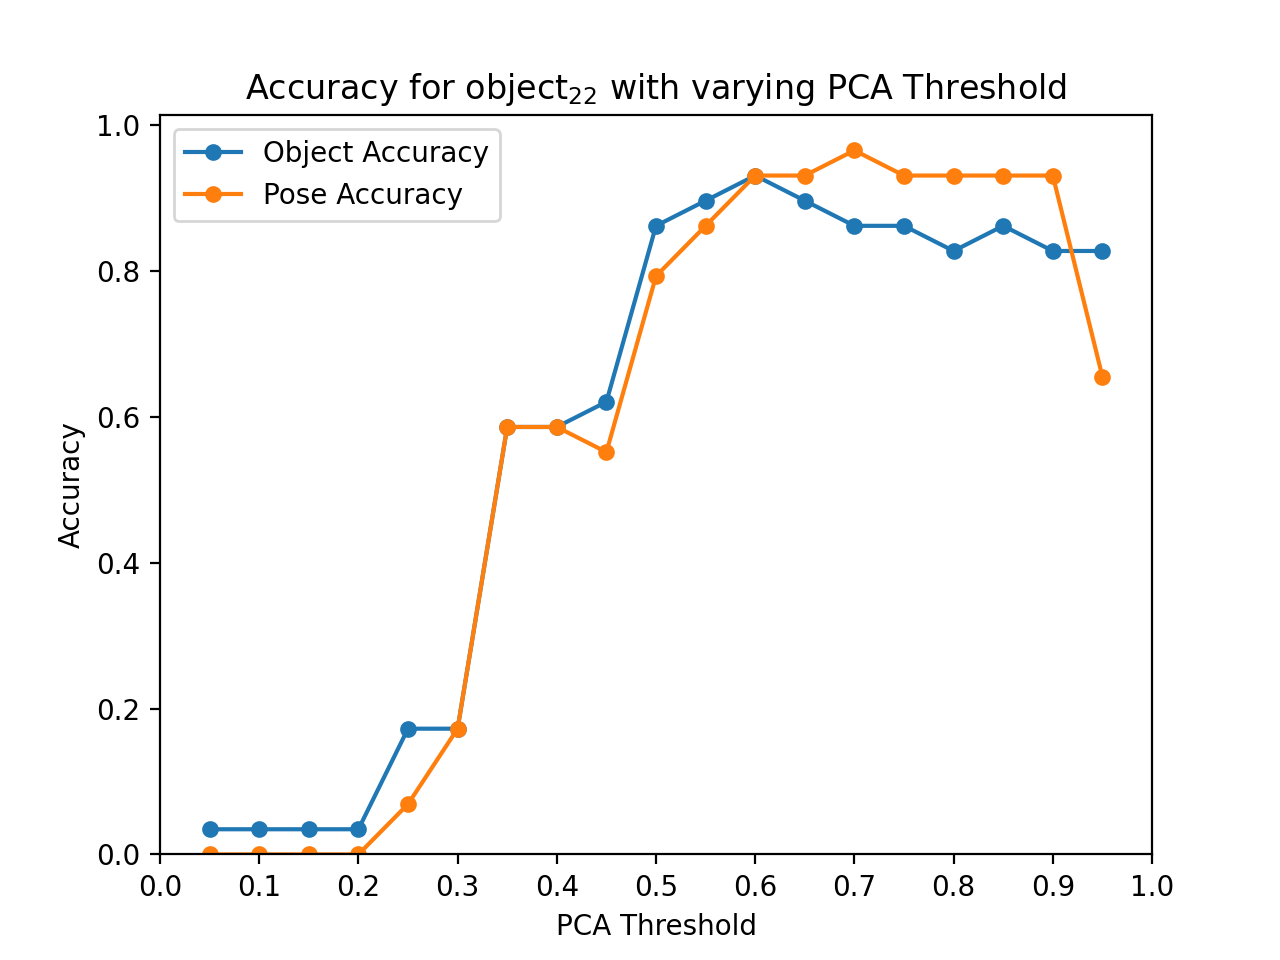 Accuracy for object₂₂ with varying PCA Threshold
Object Accuracy
Pose Accuracy
1.0
0.8
0.6
0.4
0.2
0.0
Accuracy
0.0 0.1 0.2 0.3 0.4 0.5 0.6 0.7 0.8 0.9 1.0
PCA Threshold